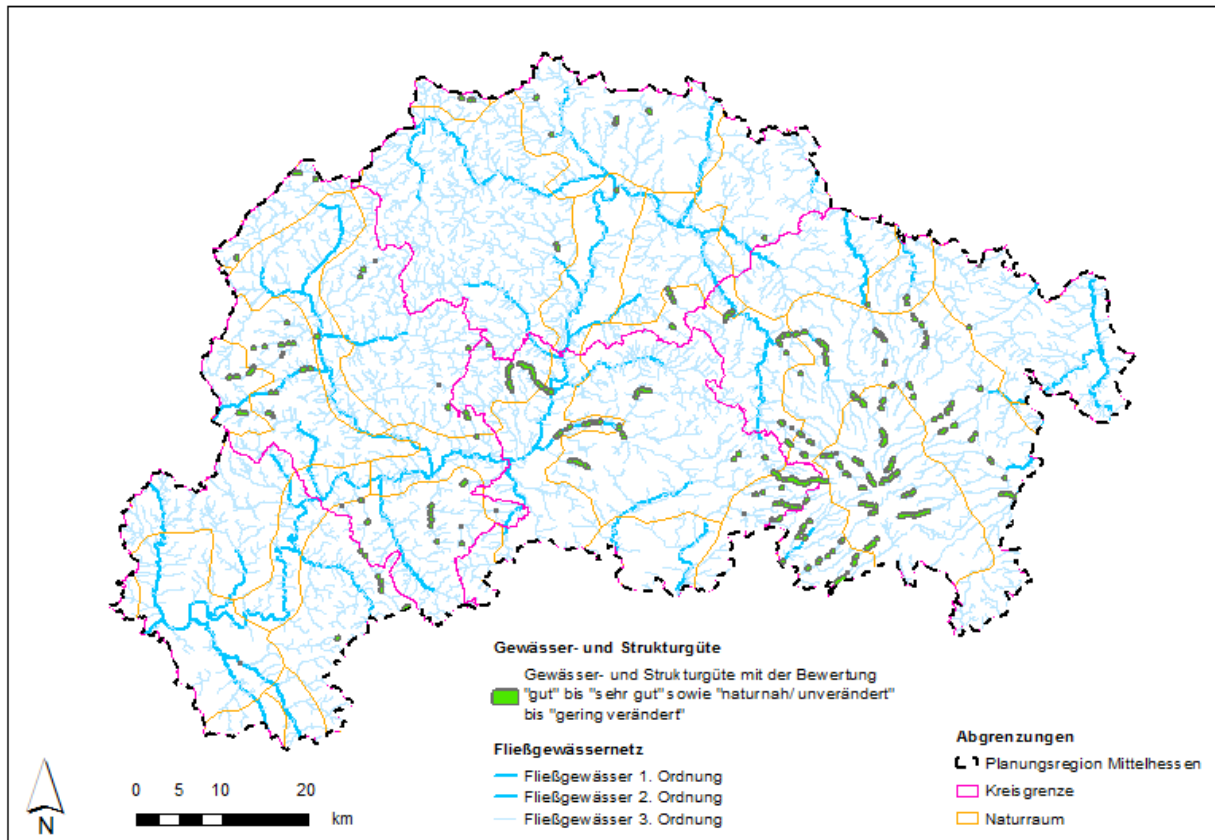 Gewässer- und Strukturgüte
Gewässer- und Strukturgüte mit der Bewertung
"gut" bis "sehr gut" sowie "naturnah/ unverändert"
bis "gering verändert"
Fließgewässernetz
Fließgewässer 1. Ordnung
Fließgewässer 2. Ordnung
Fließgewässer 3. Ordnung
Abgrenzungen
Planungsregion Mittelhessen
Kreisgrenze
Naturraum
0 5 10 20
km
N